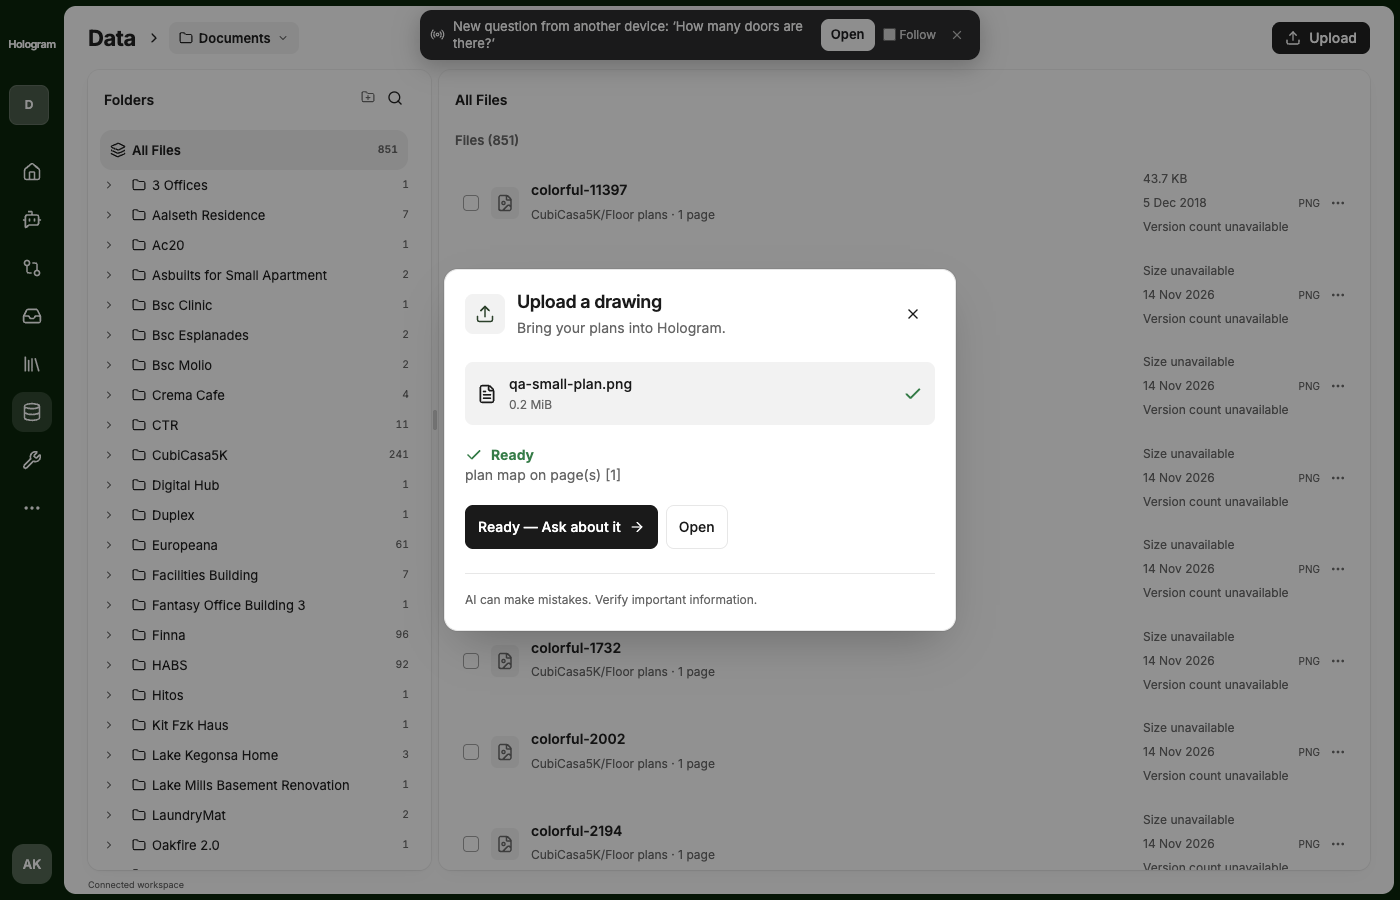 Hologram
D
AK
Data
Documents
New question from another device: ‘How many doors are
there?’
Open
Follow
Upload
Folders
All Files 851
3 Offices 1
Aalseth Residence 7
Ac20 1
Asbuilts for Small Apartment 2
Bsc Clinic 1
Bsc Esplanades 2
Bsc Molio 2
Crema Cafe 4
CTR 11
CubiCasa5K 241
Digital Hub 1
Duplex 1
Europeana 61
Facilities Building 7
Fantasy Office Building 3 1
Finna 96
HABS 92
Hitos 1
Kit Fzk Haus 1
Lake Kegonsa Home 3
Lake Mills Basement Renovation 1
LaundryMat 2
Oakfire 2.0 1
Connected workspace
All Files
Files (851)
colorful-11397
CubiCasa5K/Floor plans · 1 page
43.7 KB
5 Dec 2018 PNG
Version count unavailable
Size unavailable
14 Nov 2026 PNG
Version count unavailable
Size unavailable
14 Nov 2026 PNG
Version count unavailable
Size unavailable
14 Nov 2026 PNG
Version count unavailable
Size unavailable
14 Nov 2026 PNG
Version count unavailable
colorful-1732
CubiCasa5K/Floor plans · 1 page
Size unavailable
14 Nov 2026 PNG
Version count unavailable
colorful-2002
CubiCasa5K/Floor plans · 1 page
Size unavailable
14 Nov 2026 PNG
Version count unavailable
colorful-2194
CubiCasa5K/Floor plans · 1 page
Size unavailable
14 Nov 2026 PNG
Version count unavailable
Upload a drawing
Bring your plans into Hologram.
qa-small-plan.png
0.2 MiB
Ready
plan map on page(s) [1]
Ready — Ask about it
Open
AI can make mistakes. Verify important information.